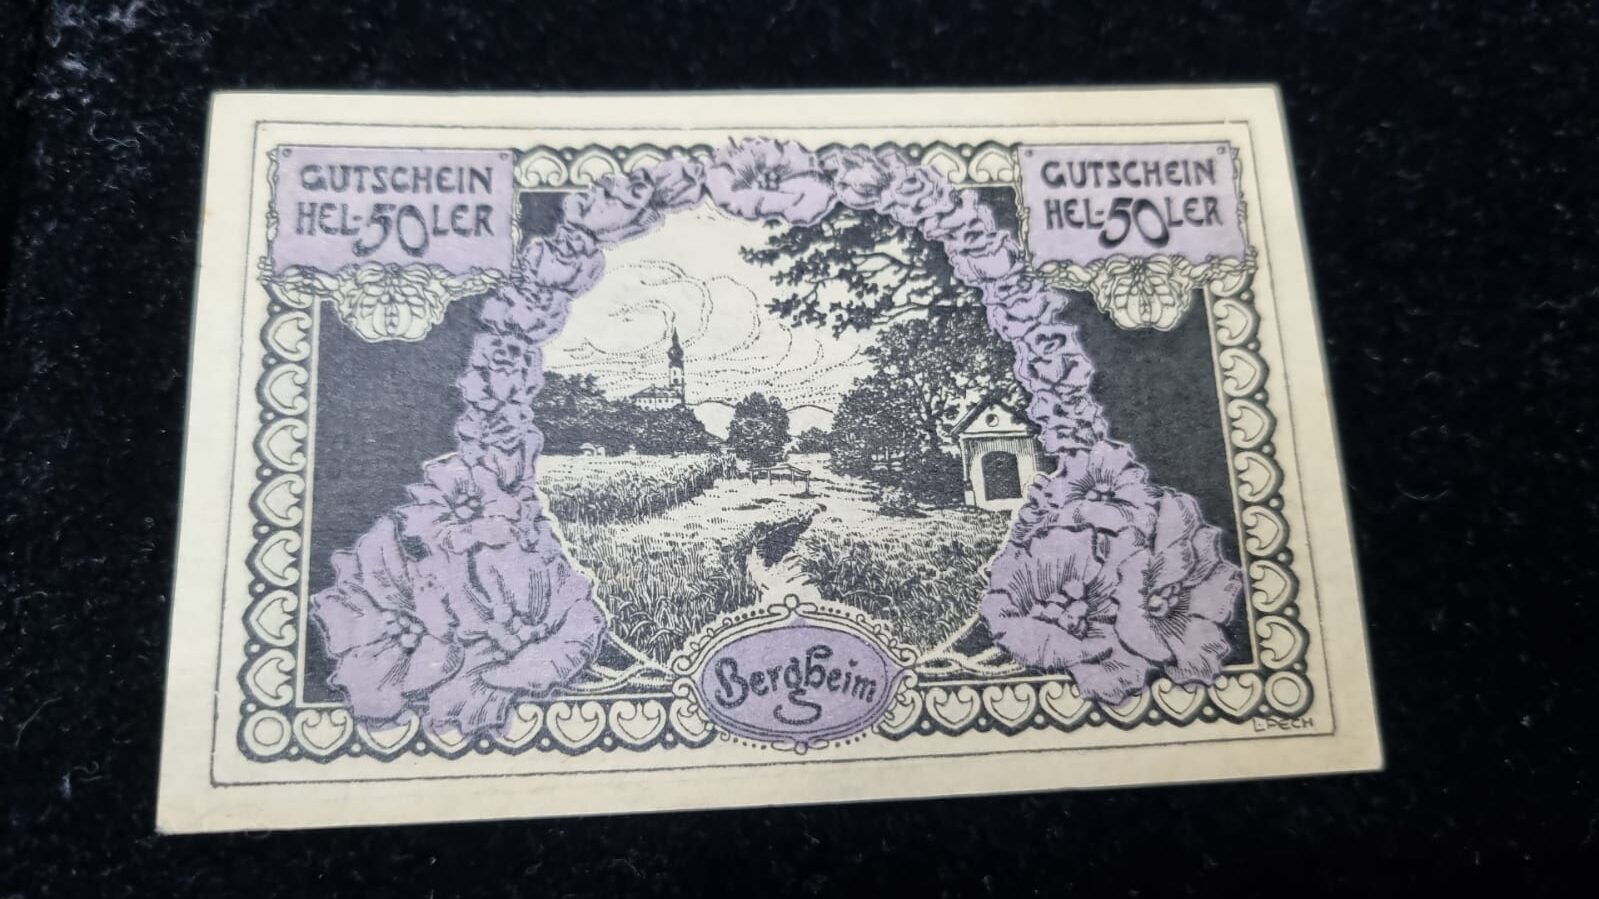 GUTSCHEIN
HEL-50LER
GUTSCHEIN
HEL-50LER
Bergheim
L. PECH